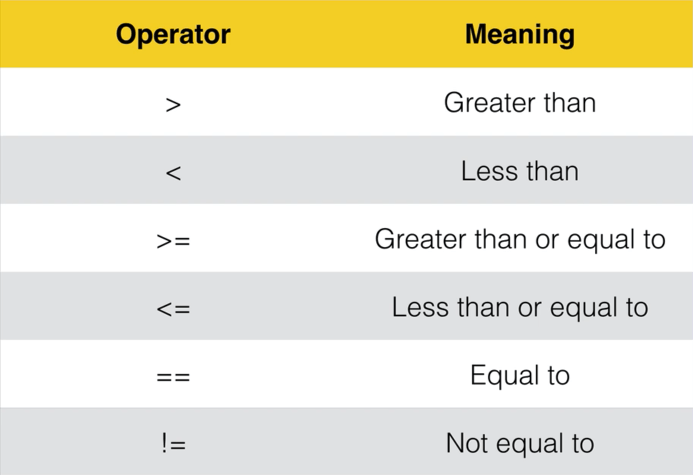 Operator Meaning
> Greater than
< Less than
>= Greater than or equal to
<= Less than or equal to
== Equal to
!= Not equal to